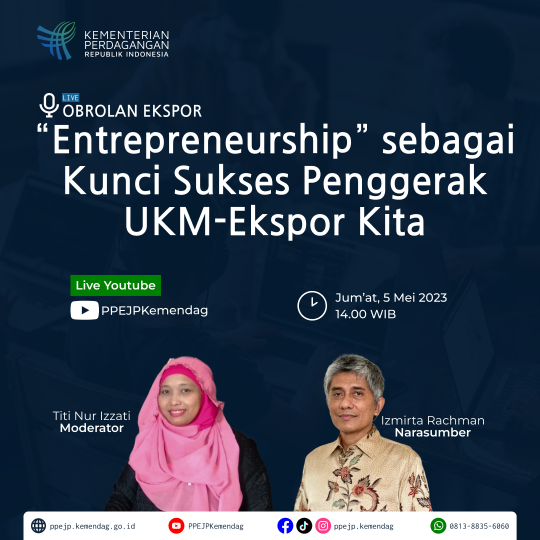 KEMENTERIAN
PERDAGANGAN
REPUBLIK INDONESIA
LIVE
OBROLAN EKSPOR
“Entrepreneurship” sebagai
Kunci Sukses Penggerak
UKM-Ekspor Kita
Live Youtube
PPEJPKemendag
Jum'at, 5 Mei 2023
14.00 WIB
Titi Nur Izzati
Moderator
Izmirta Rachman
Narasumber
ppejp.kemendag.go.id PPEJPKemendag ppejp.kemendag 0813-8835-6060